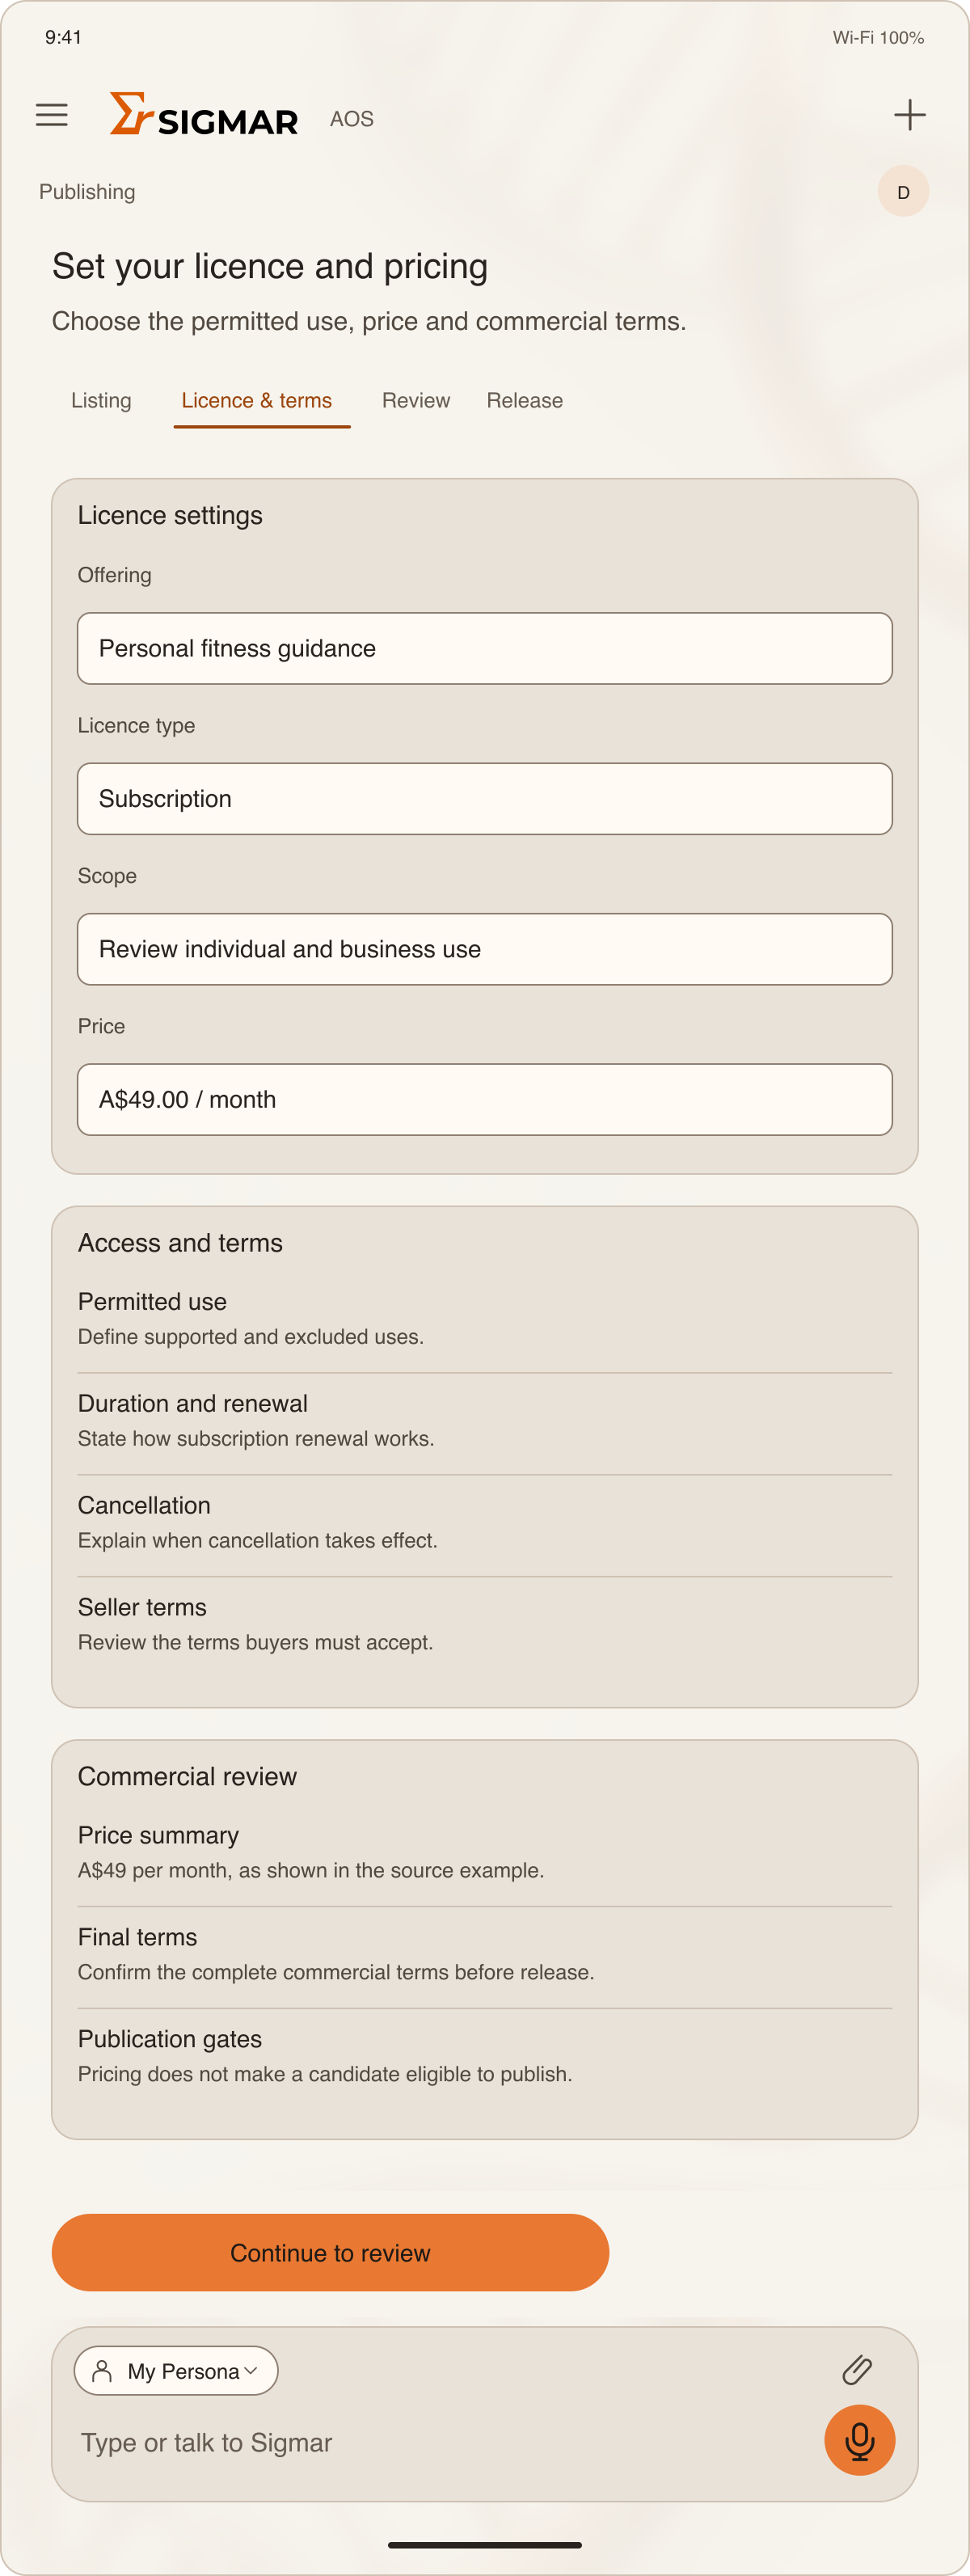 9:41
Wi-Fi 100%
Σr SIGMAR AOS
Publishing
D
Set your licence and pricing
Choose the permitted use, price and commercial terms.
Listing Licence & terms Review Release
Licence settings
Offering
Personal fitness guidance
Licence type
Subscription
Scope
Review individual and business use
Price
A$49.00 / month
Access and terms
Permitted use
Define supported and excluded uses.
Duration and renewal
State how subscription renewal works.
Cancellation
Explain when cancellation takes effect.
Seller terms
Review the terms buyers must accept.
Commercial review
Price summary
A$49 per month, as shown in the source example.
Final terms
Confirm the complete commercial terms before release.
Publication gates
Pricing does not make a candidate eligible to publish.
Continue to review
My Persona
Type or talk to Sigmar